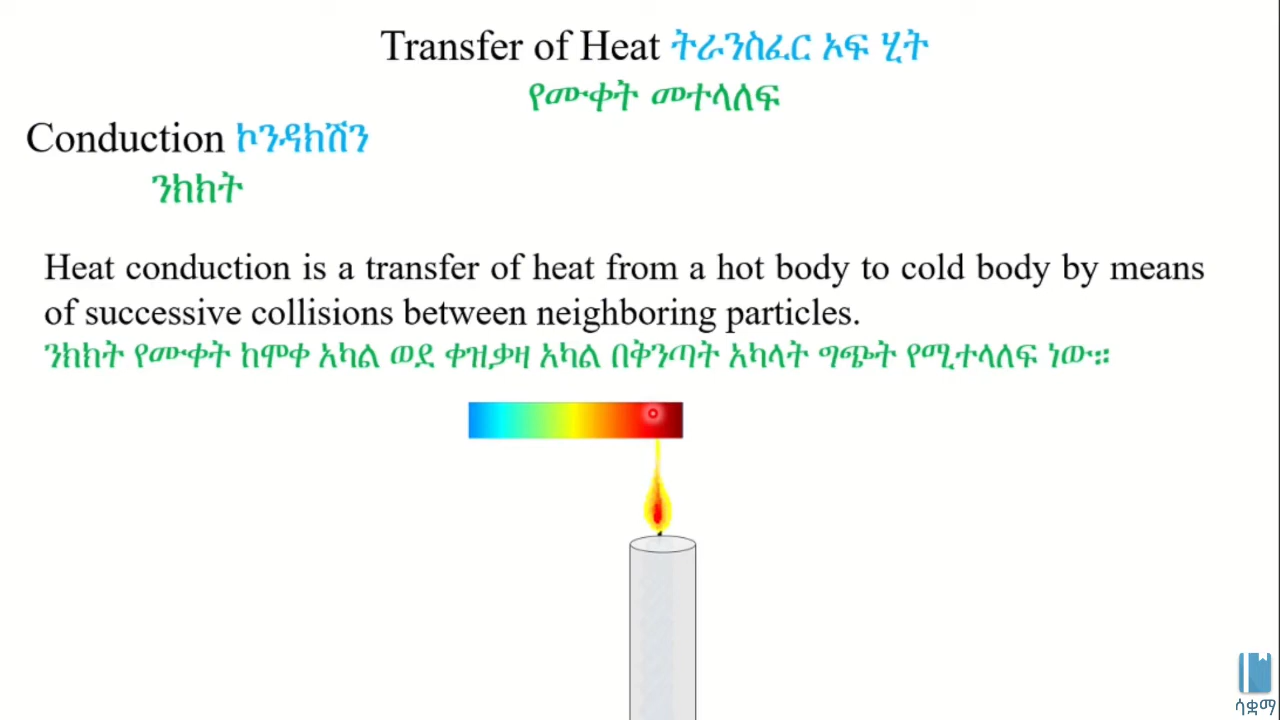 Transfer of Heat ትራንስፈር ኦፍ ሂት
የሙቀት መተላለፍ
Conduction ኮንዳክሽን
ንክክት
Heat conduction is a transfer of heat from a hot body to cold body by means
of successive collisions between neighboring particles.
ንክክት የሙቀት ከሞቀ አካል ወደ ቀዝቃዛ አካል በቅንጣት አካላት ግጭት የሚተላለፍ ነው።
ሳቋማ